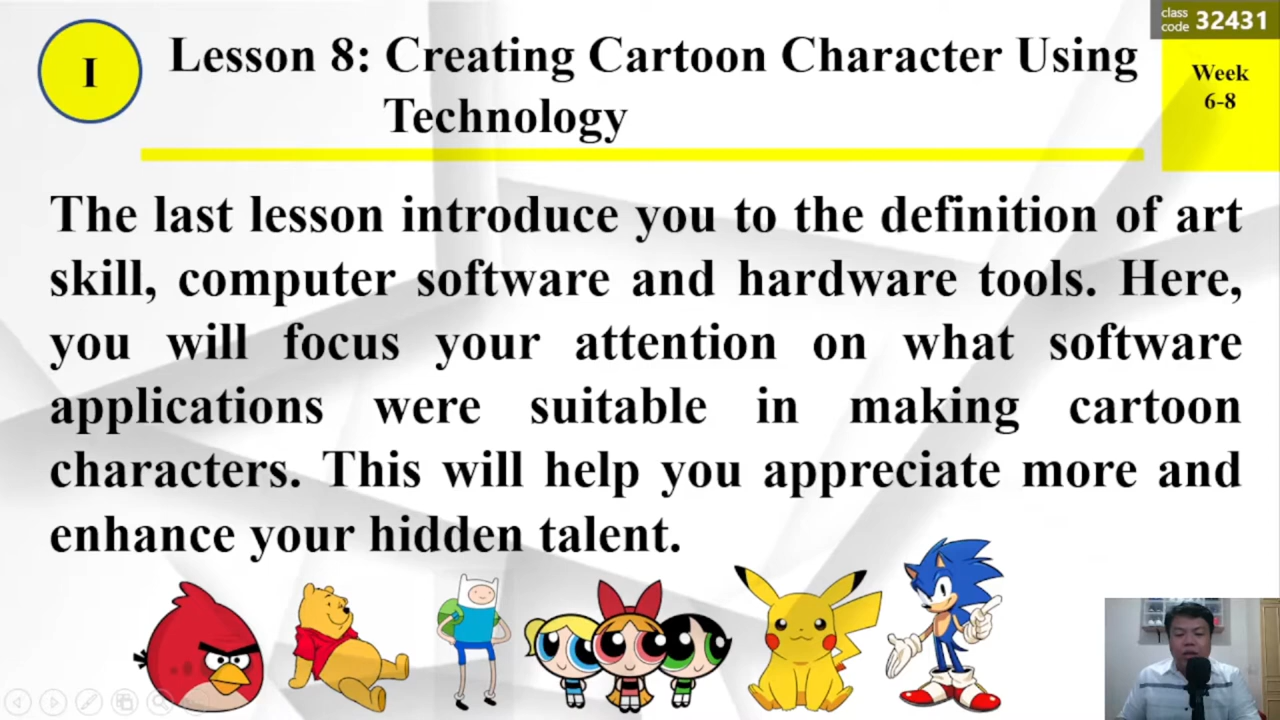 class code 32431
I
Lesson 8: Creating Cartoon Character Using
Technology
Week
6-8
The last lesson introduce you to the definition of art
skill, computer software and hardware tools. Here,
you will focus your attention on what software
applications were suitable in making cartoon
characters. This will help you appreciate more and
enhance your hidden talent.